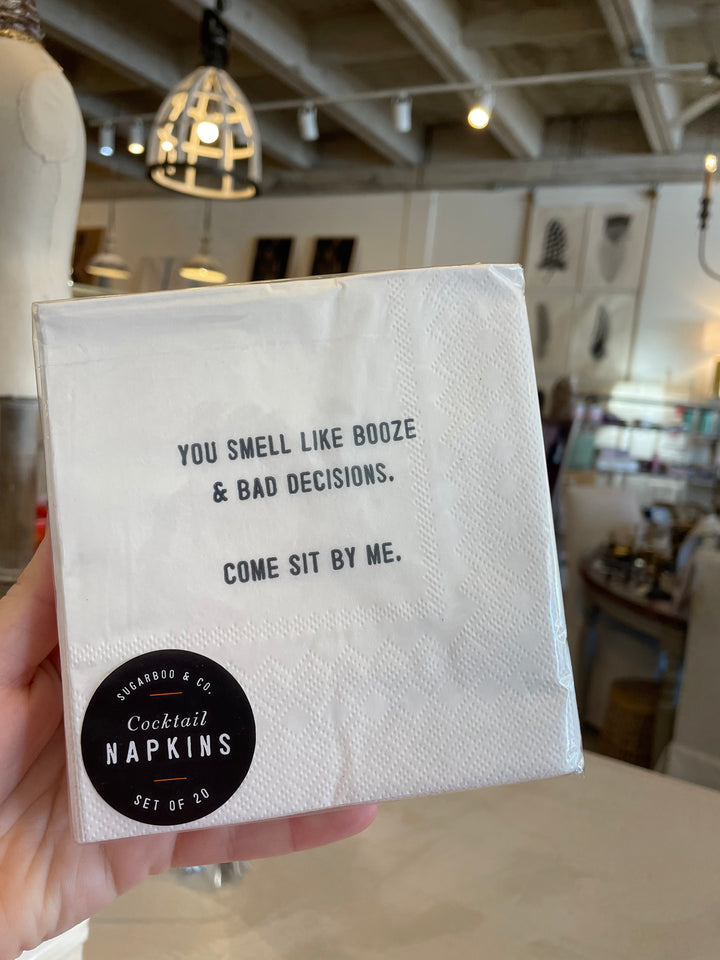 YOU SMELL LIKE BOOZE
& BAD DECISIONS.
COME SIT BY ME.
SUGARBOO & CO.
Cocktail
NAPKINS
SET OF 20